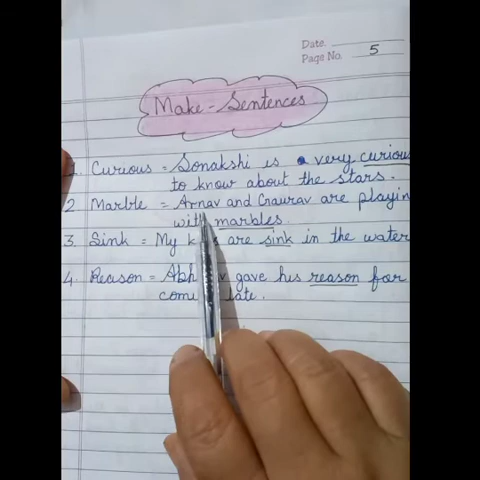 Date.
Page No. 5
Make - Sentences
1. Curious = Sonakshi is a very curious
to know about the stars.
2. Marble = Arnav and Gaurav are playin
with marbles.
3. Sink = My are sink in the water
4. Reason = gave his reason for
late.